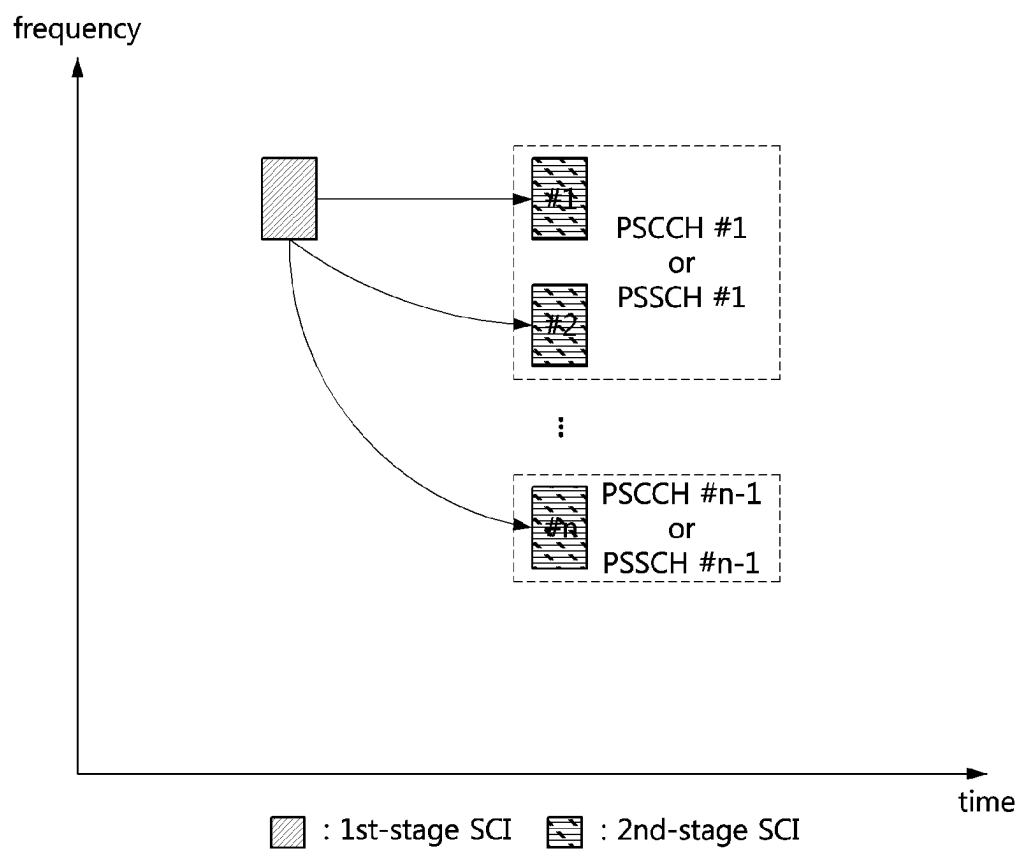 frequency
#1
PSCCH #1
or
PSSCH #1
#2
⋮
#n
PSCCH #n-1
or
PSSCH #n-1
time
: 1st-stage SCI
: 2nd-stage SCI